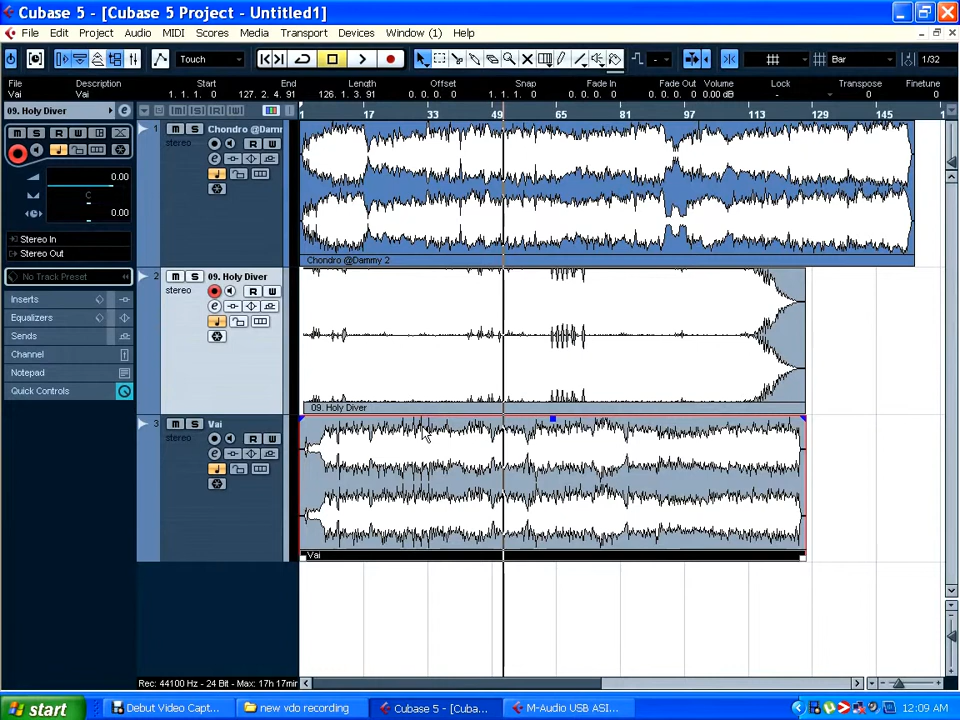 Cubase 5 - [Cubase 5 Project - Untitled1]
File Edit Project Audio MIDI Scores Media Transport Devices Window (1) Help
Touch Bar 1/32
File Description Start End Length Offset Snap Fade In Fade Out Volume Lock Transpose Finetune
Vai Vai 1. 1. 1. 0 127. 2. 4. 91 126. 1. 3. 91 0. 0. 0. 0 1. 1. 1. 0 0. 0. 0. 0 0. 0. 0. 0 0.00 dB - 0 0
09. Holy Diver
1 17 33 49 65 81 97 113 129 145
M S R W
0.00
C
0.00
Stereo In
Stereo Out
No Track Preset
Inserts
Equalizers
Sends
Channel
Notepad
Quick Controls
1 M S Chondro @Damm
stereo R W
Chondro @Dammy 2
2 M S 09. Holy Diver
stereo R W
09. Holy Diver
3 M S Vai
stereo R W
Vai
Rec: 44100 Hz - 24 Bit - Max: 17h 17mir
start Debut Video Capt... new vdo recording Cubase 5 - [Cuba... M-Audio USB ASI... 12:09 AM